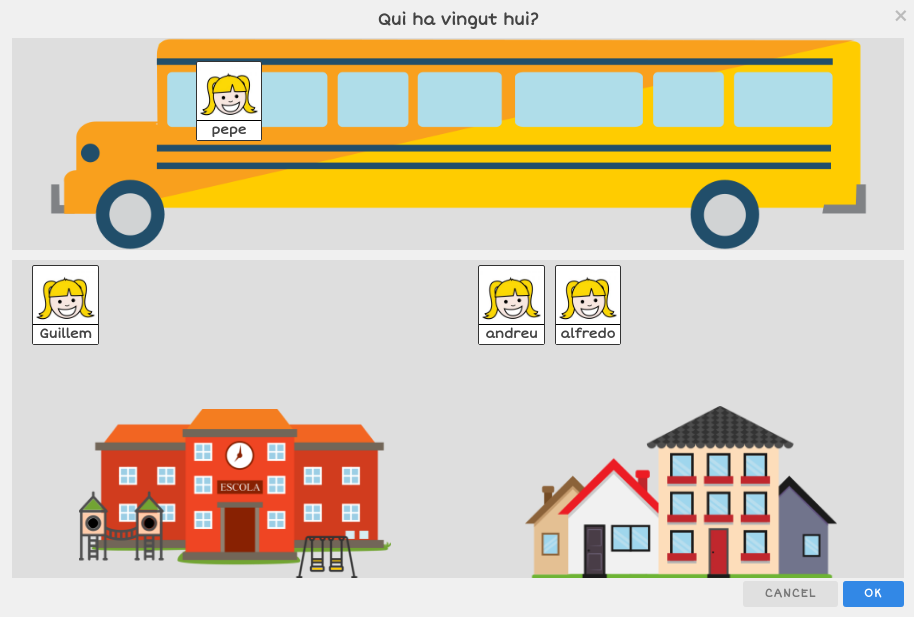 Qui ha vingut hui?
pepe
Guillem
andreu
alfredo
ESCOLA
CANCEL
OK